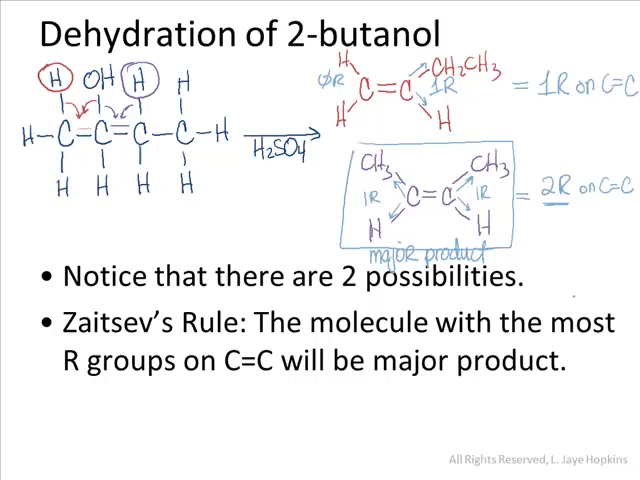 Dehydration of 2-butanol
H OH H H
H-C=C=C-C-H
H H H H
H₂SO₄
H
ØR
C=C
CH₂CH₃
1R
H
H
= 1R on C=C
CH₃ CH₃
1R C=C 1R
H H
= 2R on C=C
major product
• Notice that there are 2 possibilities.
• Zaitsev's Rule: The molecule with the most
R groups on C=C will be major product.
All Rights Reserved, L. Jaye Hopkins